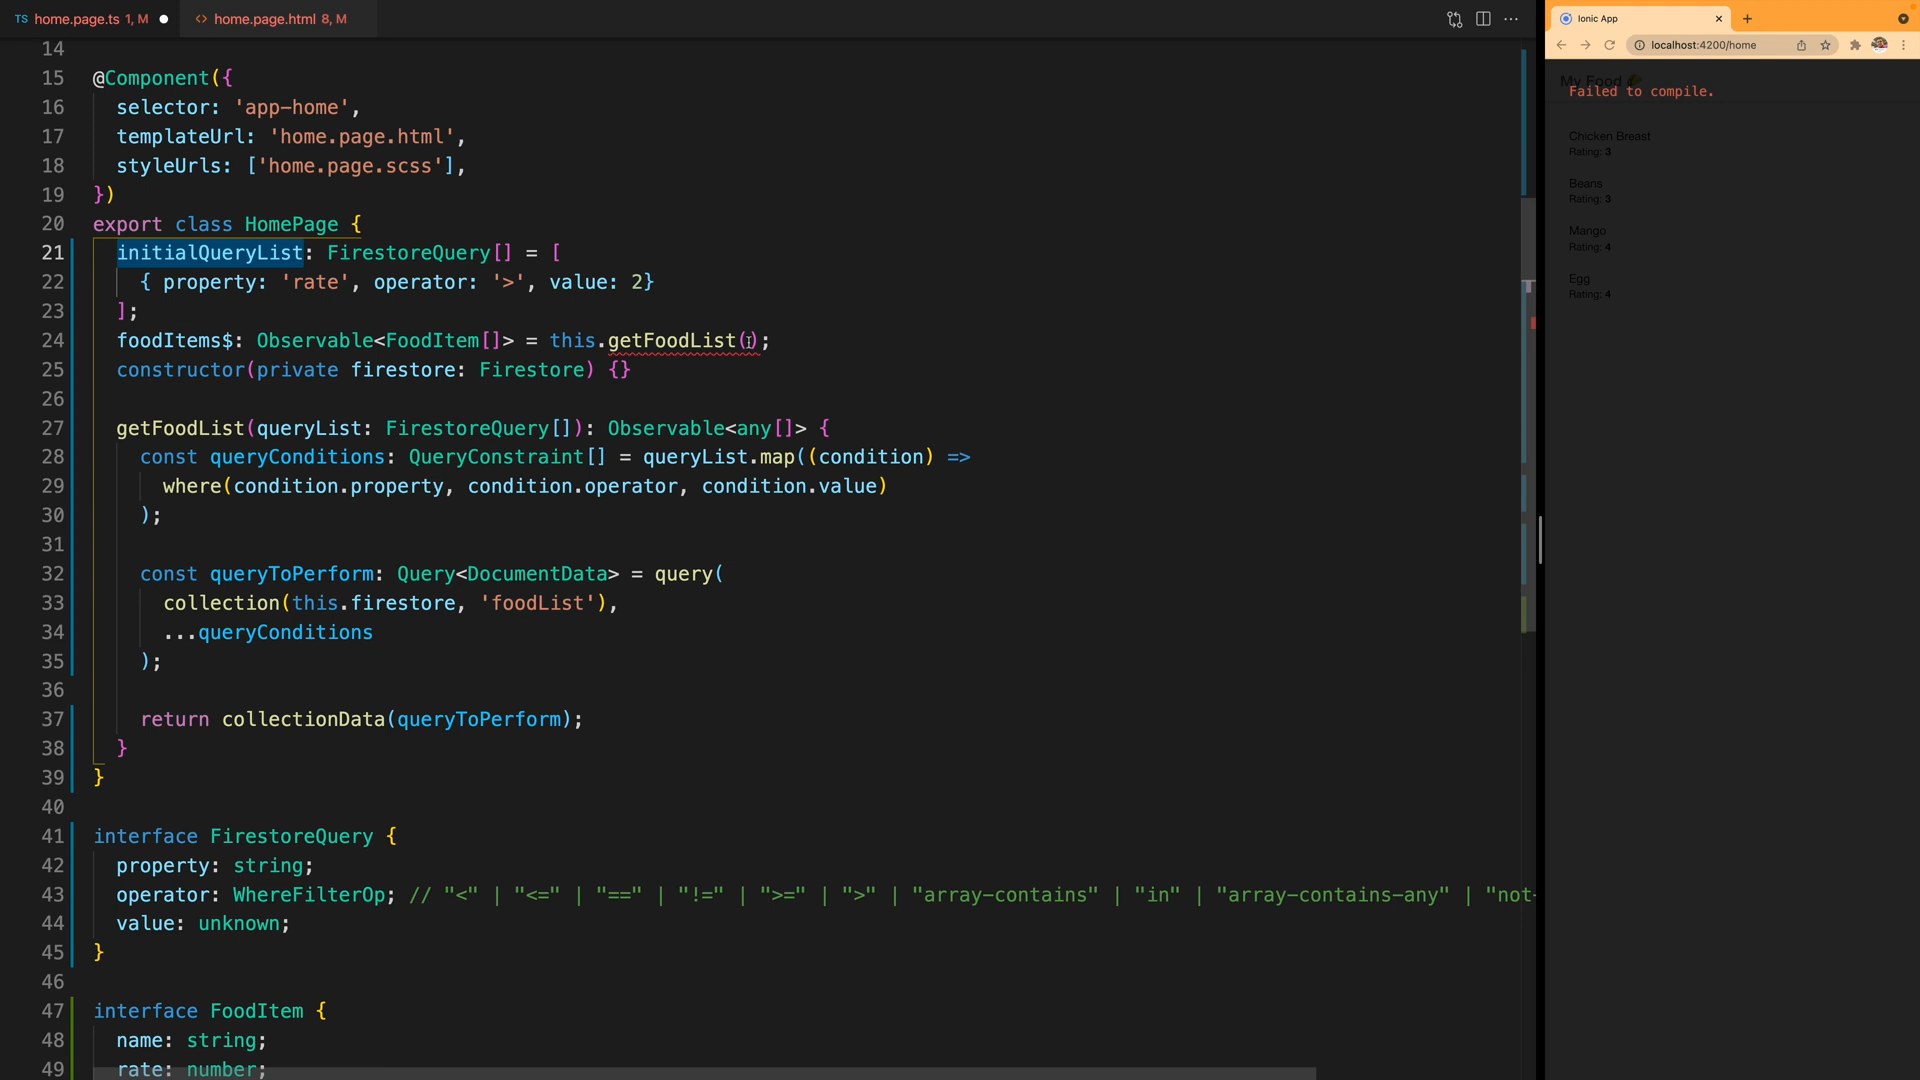 TS home.page.ts 1, M
<> home.page.html 8, M
14
15 @Component({
16 selector: 'app-home',
17 templateUrl: 'home.page.html',
18 styleUrls: ['home.page.scss'],
19 })
20 export class HomePage {
21 initialQueryList: FirestoreQuery[] = [
22 { property: 'rate', operator: '>', value: 2}
23 ];
24 foodItems$: Observable<FoodItem[]> = this.getFoodList();
25 constructor(private firestore: Firestore) {}
26
27 getFoodList(queryList: FirestoreQuery[]): Observable<any[]> {
28 const queryConditions: QueryConstraint[] = queryList.map((condition) =>
29 where(condition.property, condition.operator, condition.value)
30 );
31
32 const queryToPerform: Query<DocumentData> = query(
33 collection(this.firestore, 'foodList'),
34 ...queryConditions
35 );
36
37 return collectionData(queryToPerform);
38 }
39 }
40
41 interface FirestoreQuery {
42 property: string;
43 operator: WhereFilterOp; // "<" | "<=" | "==" | "!=" | ">=" | ">" | "array-contains" | "in" | "array-contains-any" | "not-
44 value: unknown;
45 }
46
47 interface FoodItem {
48 name: string;
49 rate: number;
Ionic App
localhost:4200/home
My Food
Failed to compile.
Chicken Breast
Rating: 3
Beans
Rating: 3
Mango
Rating: 4
Egg
Rating: 4